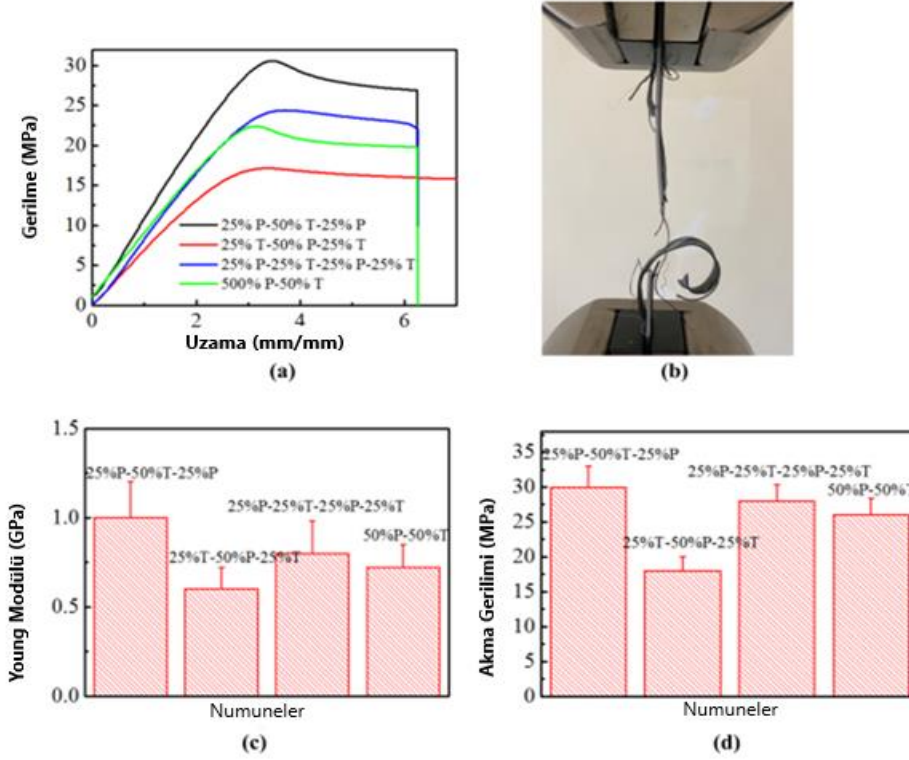 30
25
20
15
10
5
0
Gerilme (MPa)
25% P-50% T-25% P
25% T-50% P-25% T
25% P-25% T-25% P-25% T
500% P-50% T
0 2 4 6
Uzama (mm/mm)
(a)
(b)
1.5
1.0
0.5
0.0
Young Modülü (GPa)
25%P-50%T-25%P
25%T-50%P-25%T
25%P-25%T-25%P-25%T
50%P-50%T
Numuneler
(c)
35
30
25
20
15
10
5
0
Akma Gerilimi (MPa)
25%P-50%T-25%P
25%T-50%P-25%T
25%P-25%T-25%P-25%T
50%P-50%T
Numuneler
(d)